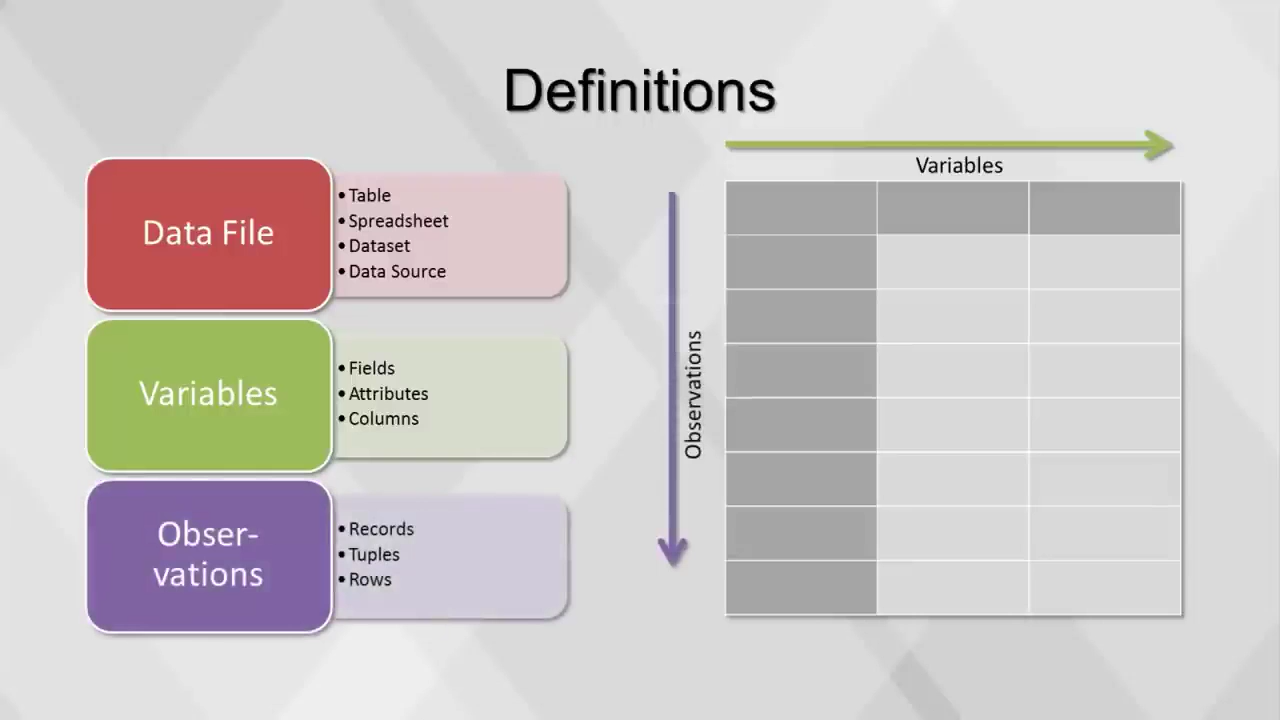 Definitions
Data File
• Table
• Spreadsheet
• Dataset
• Data Source
Variables
• Fields
• Attributes
• Columns
Obser-
vations
• Records
• Tuples
• Rows
Variables
Observations